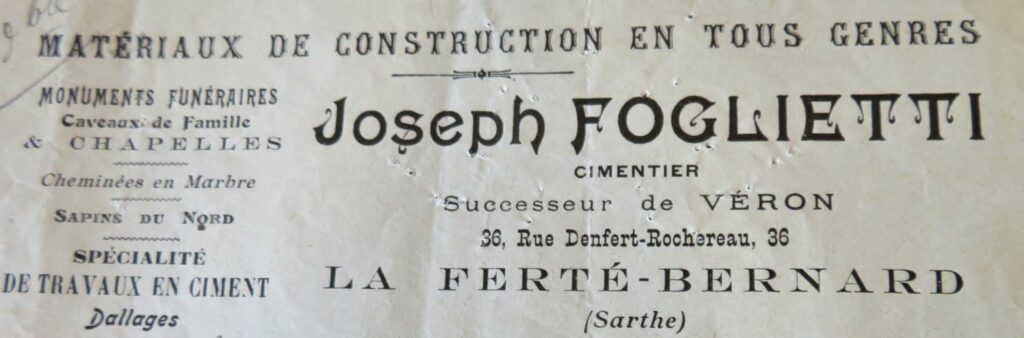 MATÉRIAUX DE CONSTRUCTION EN TOUS GENRES
MONUMENTS FUNÉRAIRES
Caveaux de Famille
& CHAPELLES
Cheminées en Marbre
SAPINS DU NORD
SPÉCIALITÉ
DE TRAVAUX EN CIMENT
Dallages
Joseph FOGLIETTI
CIMENTIER
Successeur de VÉRON
36, Rue Denfert-Rochereau, 36
LA FERTÉ-BERNARD
(Sarthe)